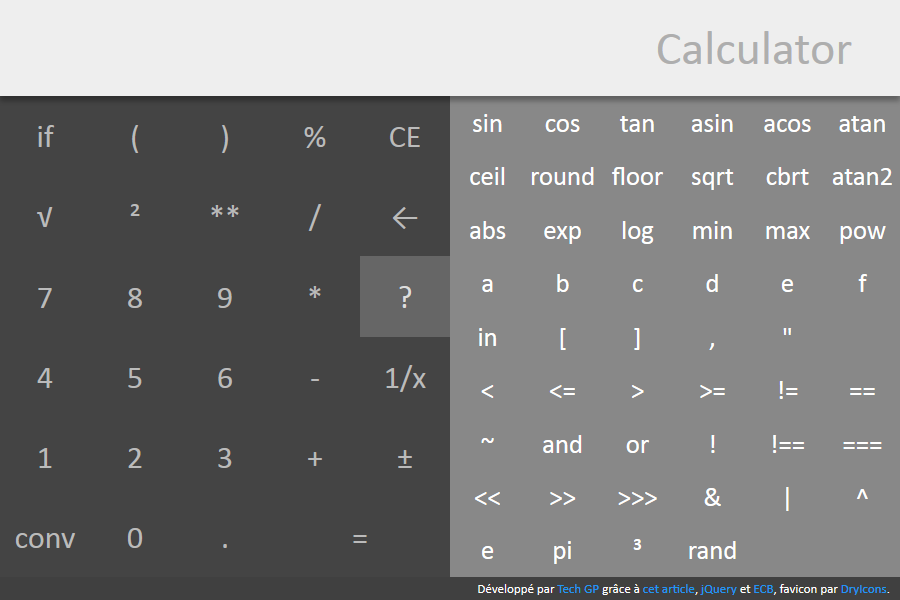 Calculator
if ( ) % CE
√ ² ** / ←
7 8 9 * ?
4 5 6 - 1/x
1 2 3 + ±
conv 0 . =
sin cos tan asin acos atan
ceil round floor sqrt cbrt atan2
abs exp log min max pow
a b c d e f
in [ ] , "
< <= > >= != ==
~ and or ! !== ===
<< >> >>> & | ^
e pi ³ rand
Développé par Tech GP grâce à cet article, jQuery et ECB, favicon par DryIcons.